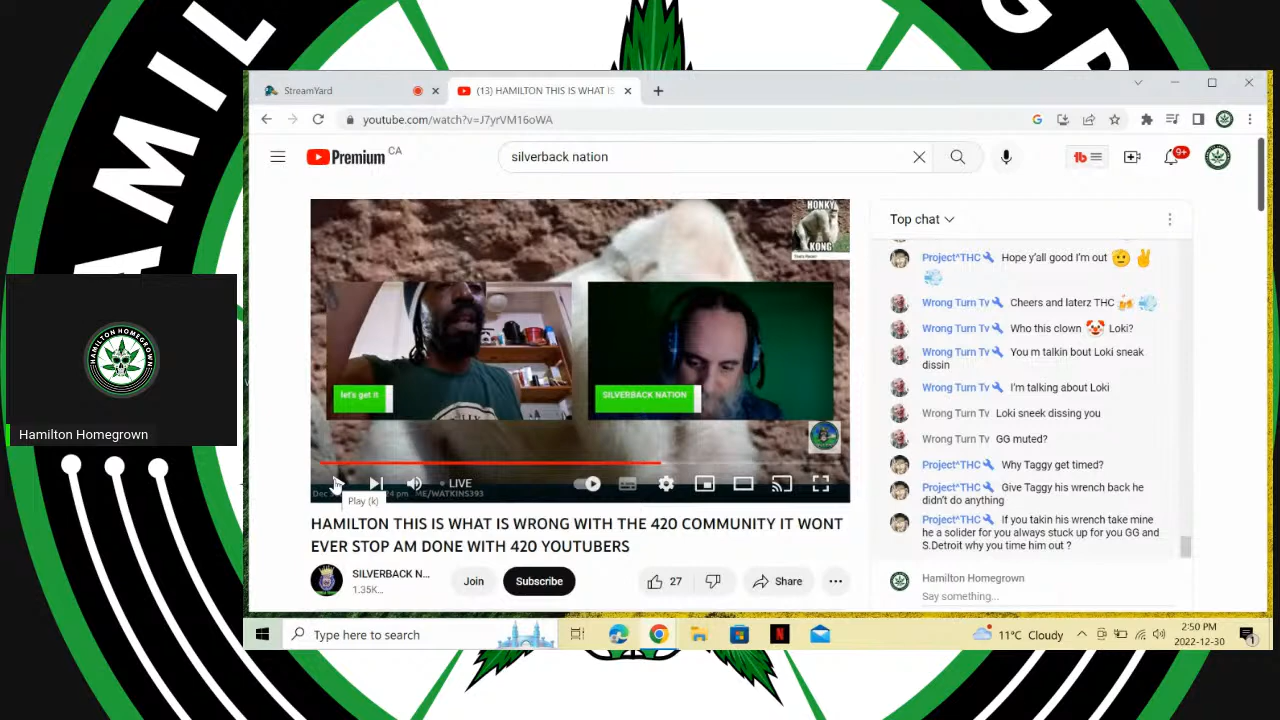 AMIL
GR
StreamYard
(13) HAMILTON THIS IS WHAT IS
youtube.com/watch?v=J7yrVM16oWA
Premium CA
silverback nation
9+
Top chat
HONKY
KONG
let's get it
SILVERBACK NATION
LIVE
Play (k)
ME/WATKINS393
HAMILTON THIS IS WHAT IS WRONG WITH THE 420 COMMUNITY IT WONT
EVER STOP AM DONE WITH 420 YOUTUBERS
SILVERBACK N...
1.35K...
Join
Subscribe
27
Share
Project^THC Hope y'all good I'm out 🫡 ✌️
💨
Wrong Turn Tv Cheers and laterz THC 🍻 💨
Wrong Turn Tv Who this clown 🤡 Loki?
Wrong Turn Tv You m talkin bout Loki sneak
dissin
Wrong Turn Tv I'm talking about Loki
Wrong Turn Tv Loki sneek dissing you
Wrong Turn Tv GG muted?
Project^THC Why Taggy get timed?
Project^THC Give Taggy his wrench back he
didn't do anything
Project^THC If you takin his wrench take mine
he a solider for you always stuck up for you GG and
S.Detroit why you time him out ?
Hamilton Homegrown
Say something...
HAMILTON HOMEGROWN
Hamilton Homegrown
Type here to search
11°C Cloudy
2:50 PM
2022-12-30
1